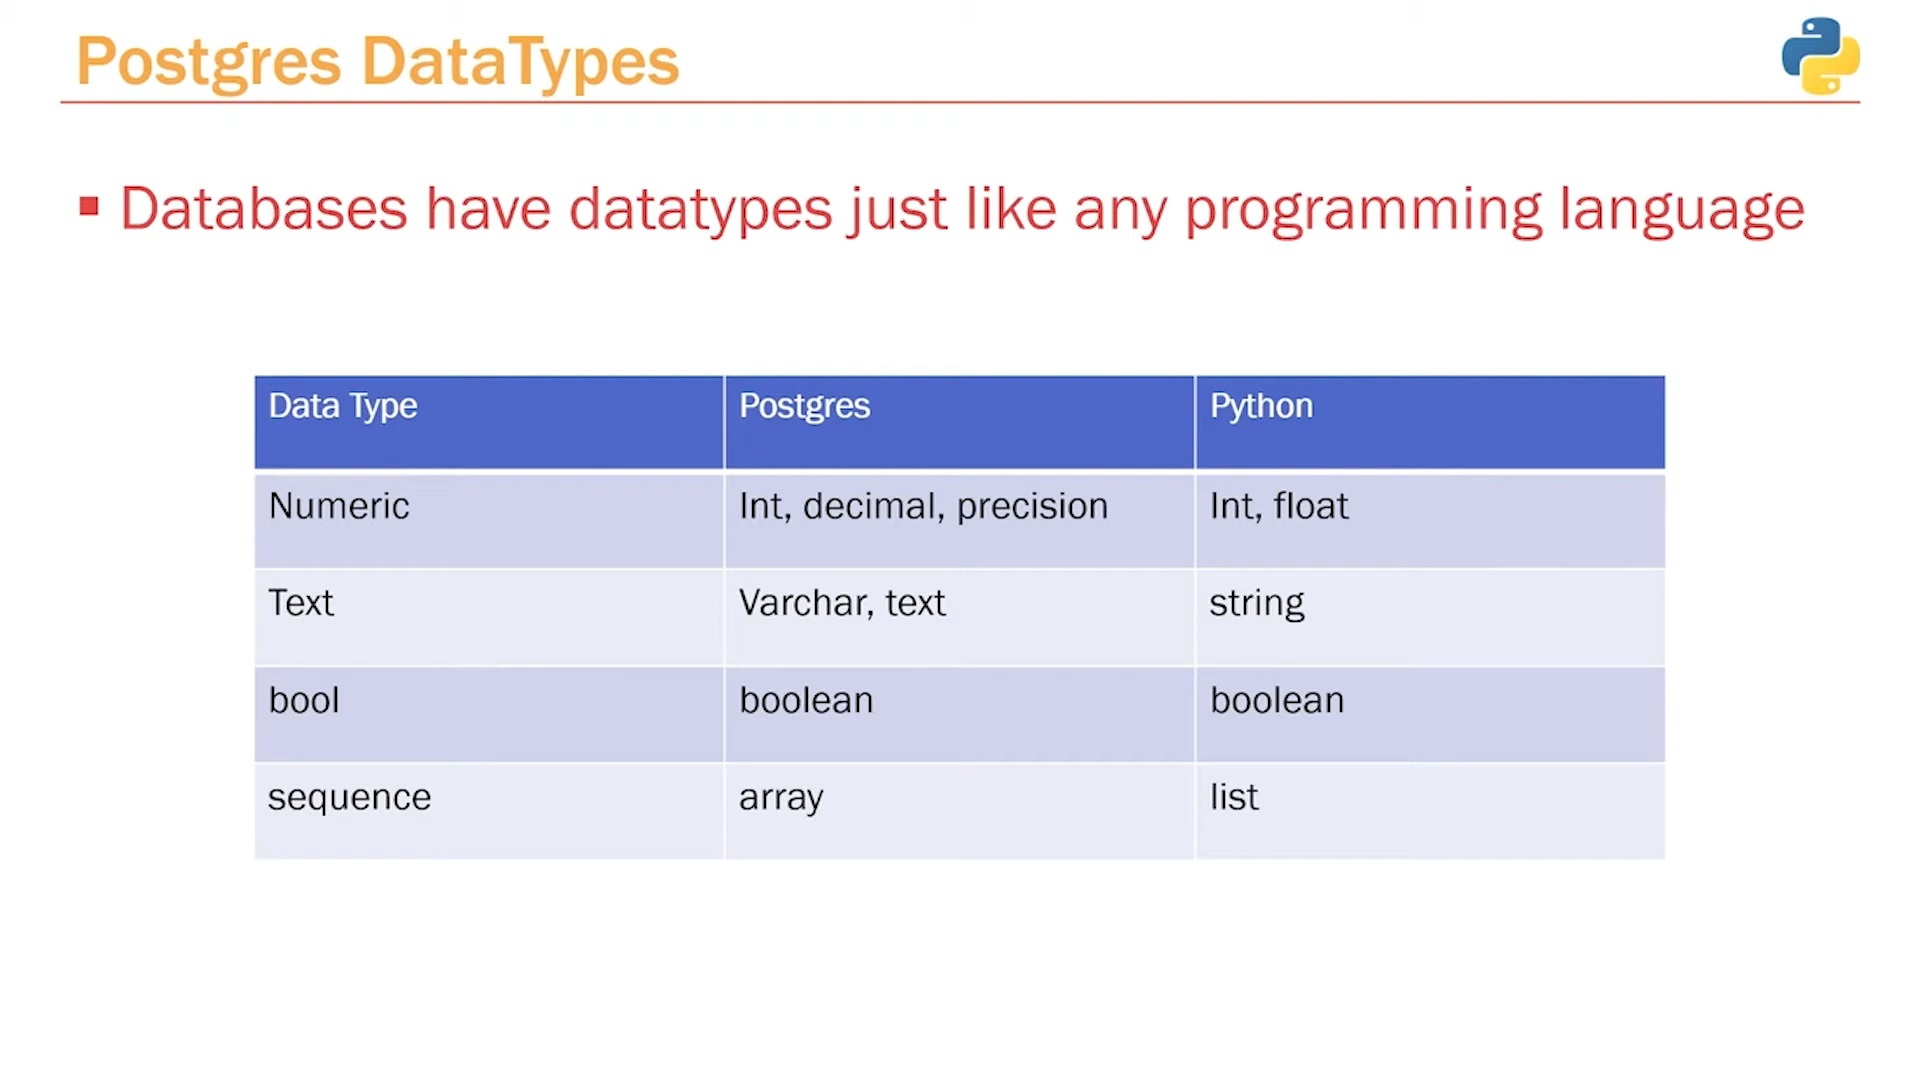 Postgres DataTypes
▪ Databases have datatypes just like any programming language
Data Type Postgres Python
Numeric Int, decimal, precision Int, float
Text Varchar, text string
bool boolean boolean
sequence array list